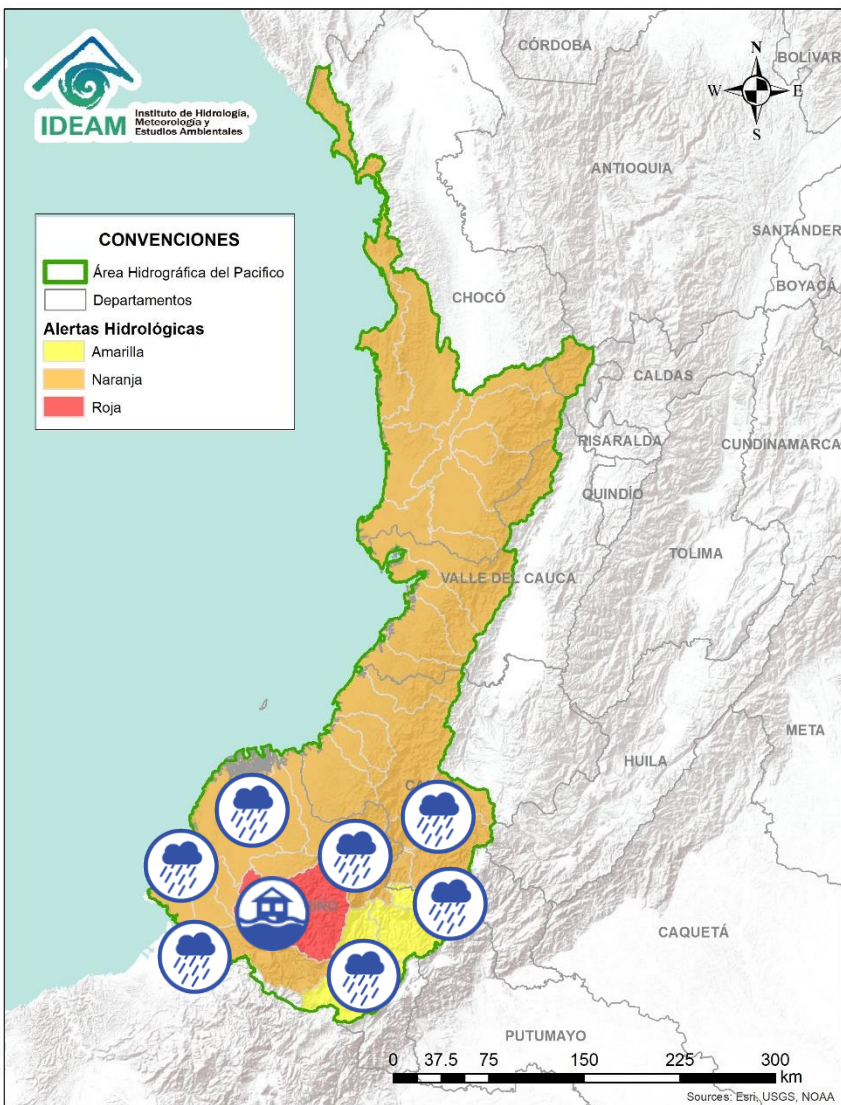 CÓRDOBA
BOLÍVAR
IDEAM
Instituto de Hidrología,
Meteorología y
Estudios Ambientales
N
W
E
S
ANTIOQUIA
CONVENCIONES
Área Hidrográfica del Pacifico
Departamentos
Alertas Hidrológicas
Amarilla
Naranja
Roja
SANTANDER
BOYACÁ
CHOCÓ
CALDAS
RISARALDA
CUNDINAMARCA
QUINDÍO
TOLIMA
VALLE DEL CAUCA
META
HUILA
CAQUETÁ
PUTUMAYO
0 37.5 75 150 225 300
km
Sources: Esri, USGS, NOAA